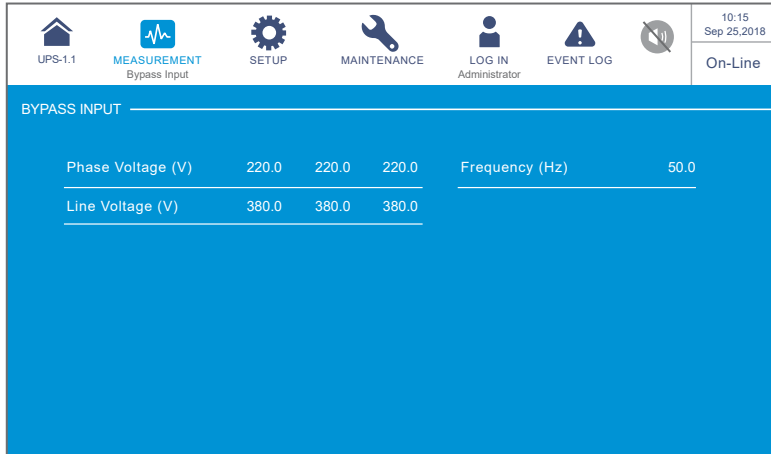 10:15
Sep 25,2018
UPS-1.1 MEASUREMENT SETUP MAINTENANCE LOG IN EVENT LOG On-Line
Bypass Input Administrator
BYPASS INPUT
Phase Voltage (V) 220.0 220.0 220.0 Frequency (Hz) 50.0
Line Voltage (V) 380.0 380.0 380.0